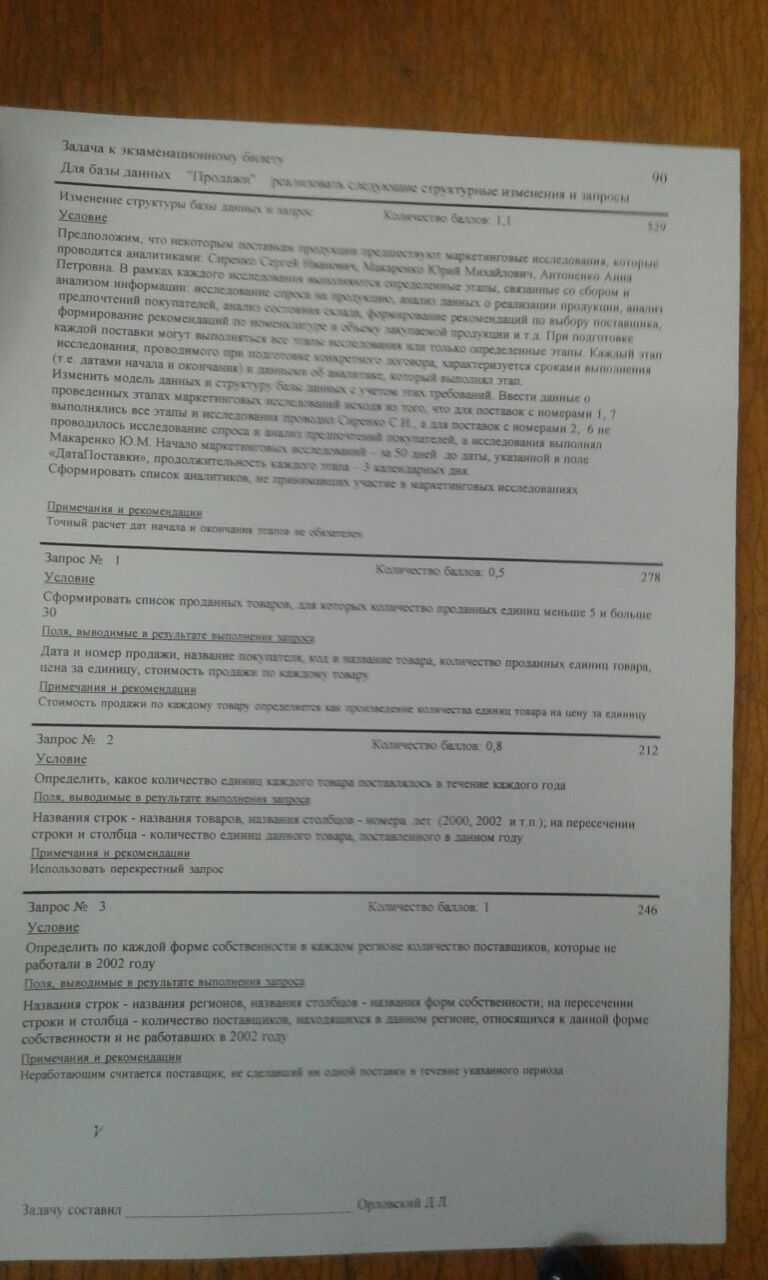 Задача к экзаменационному билету 90
Для базы данных "Продажи" реализовать следующие структурные изменения и запросы
Изменение структуры базы данных и запрос Количество баллов: 1,1 529
Условие
Предположим, что некоторым поставкам продукции предшествуют маркетинговые исследования, которые
проводятся аналитиками: Сиренко Сергей Иванович, Макаренко Юрий Михайлович, Антоненко Анна
Петровна. В рамках каждого исследования выполняются определенные этапы, связанные со сбором и
анализом информации: исследование спроса на продукцию, анализ данных о реализации продукции, анализ
предпочтений покупателей, анализ состояния склада, формирование рекомендаций по выбору поставщика,
формирование рекомендаций по номенклатуре и объему закупаемой продукции и т.д. При подготовке
каждой поставки могут выполняться все этапы исследования или только определенные этапы. Каждый этап
исследования, проводимого при подготовке конкретного договора, характеризуется сроками выполнения
(т.е. датами начала и окончания) и данными об аналитике, который выполнял этап.
Изменить модель данных и структуру базы данных с учетом этих требований. Ввести данные о
проведенных этапах маркетинговых исследований исходя из того, что для поставок с номерами 1, 7
выполнялись все этапы и исследования проводил Сиренко С.И., а для поставок с номерами 2, 6 не
проводилось исследование спроса и анализ предпочтений покупателей, а исследования выполнял
Макаренко Ю.М. Начало маркетинговых исследований – за 50 дней до даты, указанной в поле
«ДатаПоставки», продолжительность каждого этапа – 3 календарных дня.
Сформировать список аналитиков, не принимавших участие в маркетинговых исследованиях
Примечания и рекомендации
Точный расчет дат начала и окончания этапов не обязателен
Запрос № 1 Количество баллов: 0,5 278
Условие
Сформировать список проданных товаров, для которых количество проданных единиц меньше 5 и больше
30
Поля, выводимые в результате выполнения запроса
Дата и номер продажи, название покупателя, код и название товара, количество проданных единиц товара,
цена за единицу, стоимость продажи по каждому товару
Примечания и рекомендации
Стоимость продажи по каждому товару определяется как произведение количества единиц товара на цену за единицу
Запрос № 2 Количество баллов: 0,8 212
Условие
Определить, какое количество единиц каждого товара поставлялось в течение каждого года
Поля, выводимые в результате выполнения запроса
Названия строк - названия товаров, названия столбцов - номера лет (2000, 2002 и т.п.); на пересечении
строки и столбца - количество единиц данного товара, поставленного в данном году
Примечания и рекомендации
Использовать перекрестный запрос
Запрос № 3 Количество баллов: 1 246
Условие
Определить по каждой форме собственности в каждом регионе количество поставщиков, которые не
работали в 2002 году
Поля, выводимые в результате выполнения запроса
Названия строк - названия регионов, названия столбцов - названия форм собственности; на пересечении
строки и столбца - количество поставщиков, находящихся в данном регионе, относящихся к данной форме
собственности и не работавших в 2002 году
Примечания и рекомендации
Неработающим считается поставщик, не сделавший ни одной поставки в течение указанного периода
Задачу составил Орловский Д.Л.